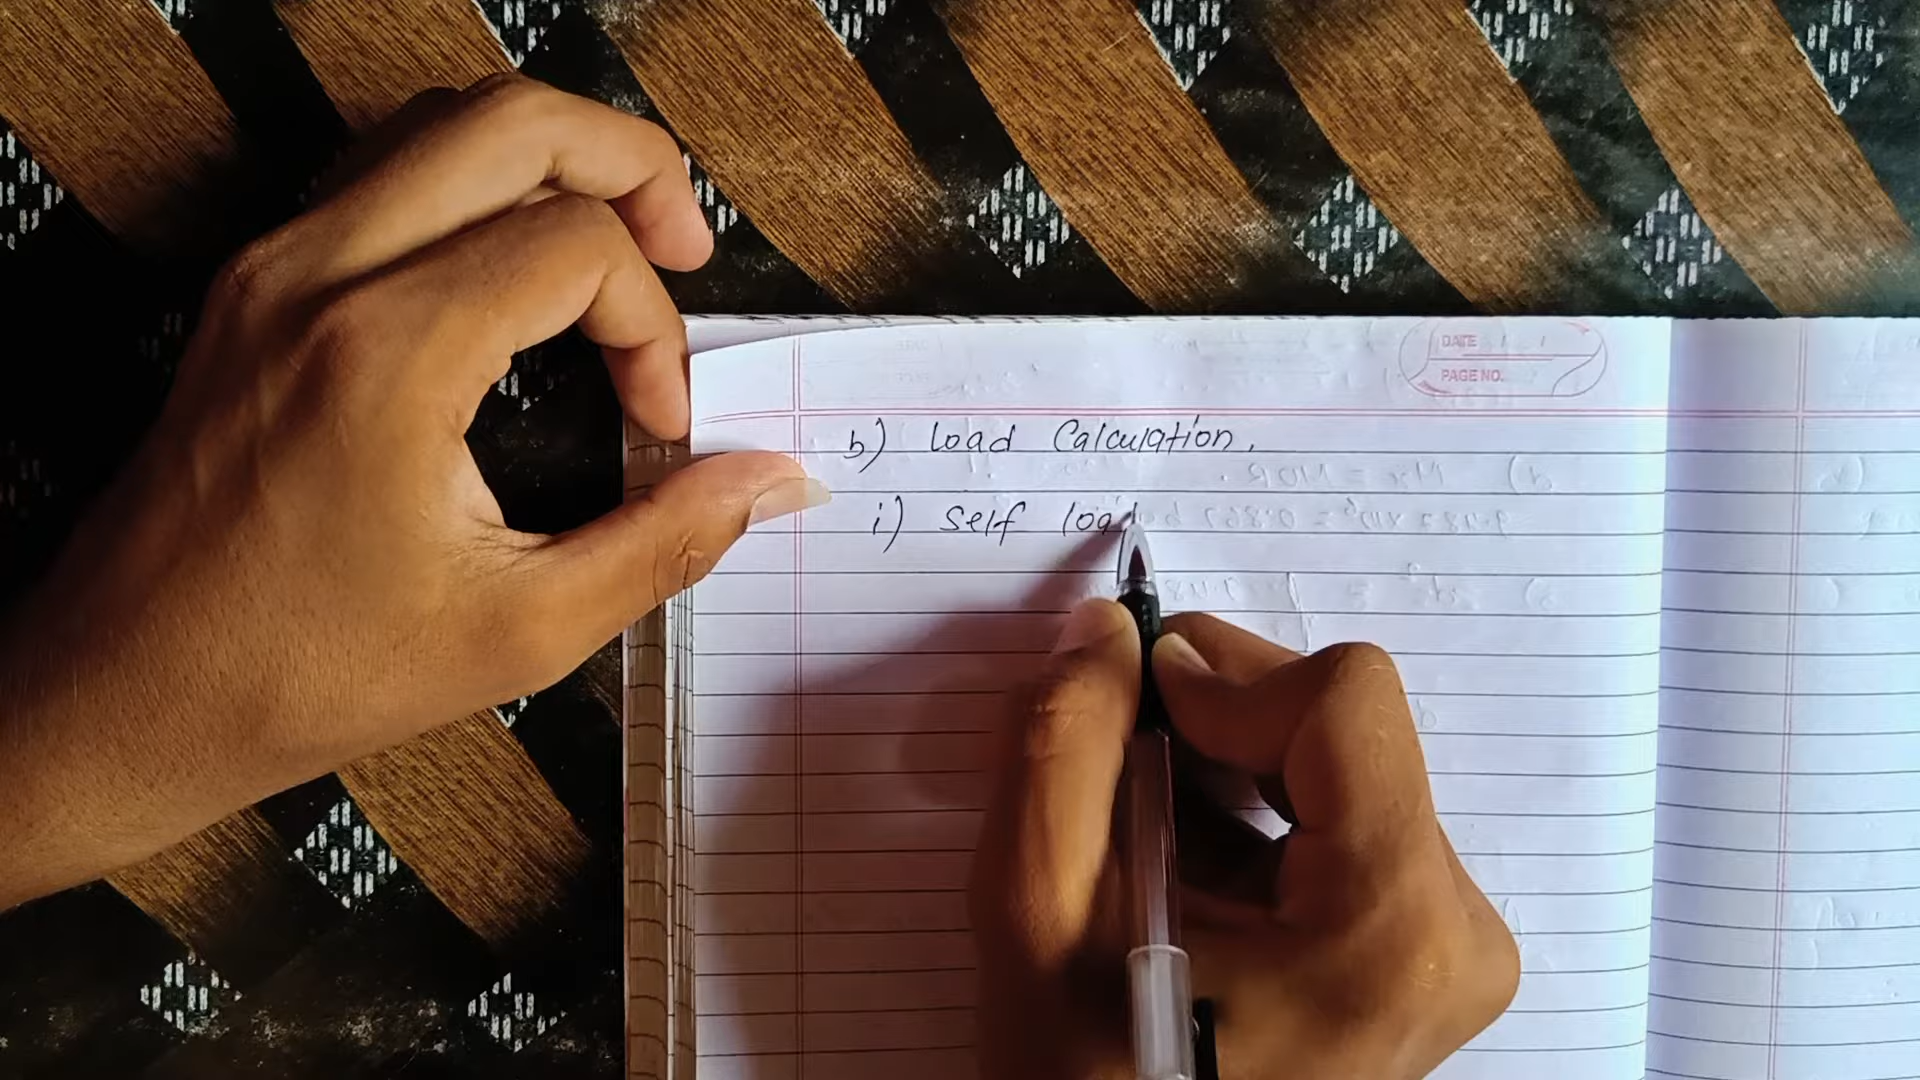 DATE / /
PAGE NO.
b) Load Calculation.
i) Self load